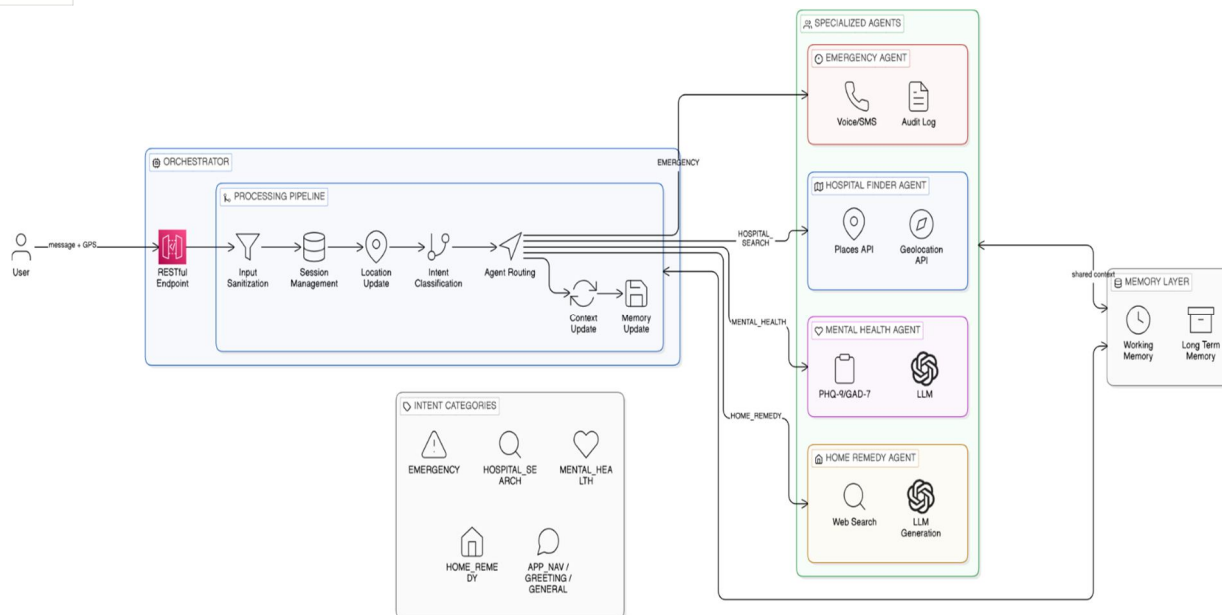 SPECIALIZED AGENTS
EMERGENCY AGENT
Voice/SMS
Audit Log
ORCHESTRATOR
EMERGENCY
PROCESSING PIPELINE
HOSPITAL FINDER AGENT
Places API
Geolocation
API
User
message + GPS
RESTful
Endpoint
Input
Sanitization
Session
Management
Location
Update
Intent
Classification
Agent Routing
HOSPITAL_
SEARCH
Context
Update
Memory
Update
shared context
MEMORY LAYER
Working
Memory
Long Term
Memory
MENTAL_HEALTH
MENTAL HEALTH AGENT
PHQ-9/GAD-7
LLM
HOME_REMEDY
HOME REMEDY AGENT
Web Search
LLM
Generation
INTENT CATEGORIES
EMERGENCY
HOSPITAL_SE
ARCH
MENTAL_HEA
LTH
HOME_REME
DY
APP_NAV /
GREETING /
GENERAL